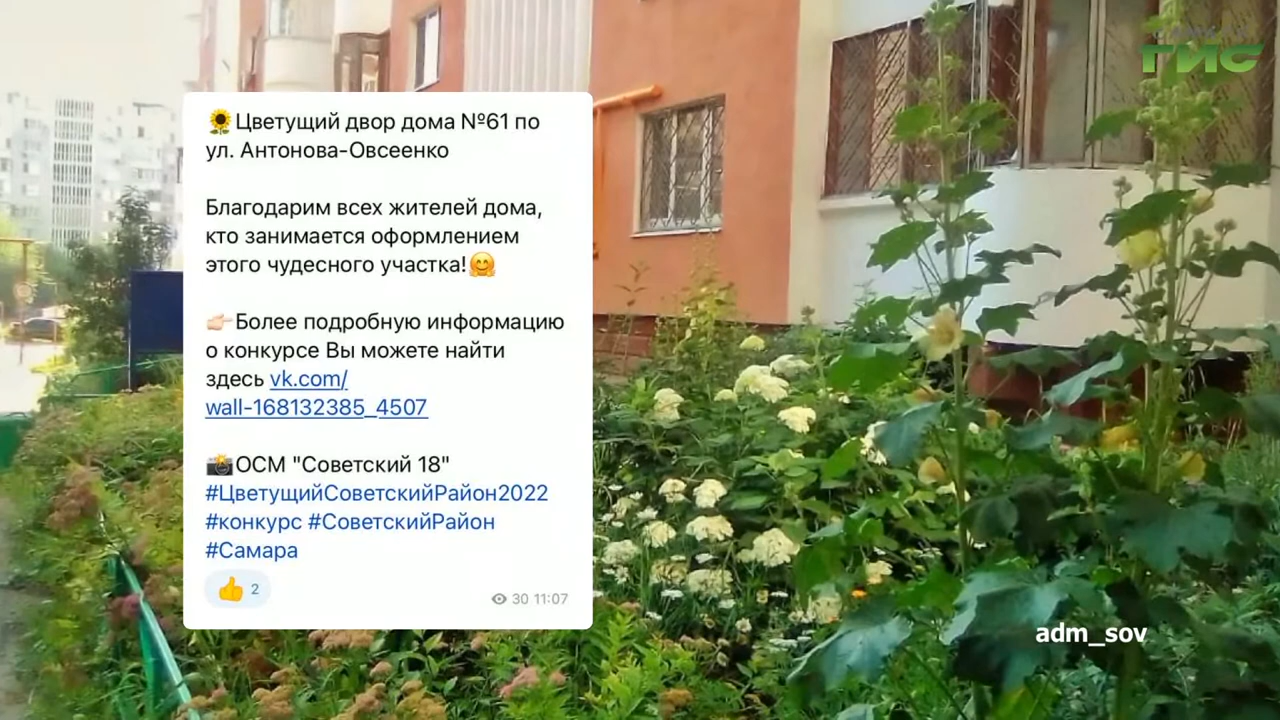 🌻Цветущий двор дома №61 по
ул. Антонова-Овсеенко
Благодарим всех жителей дома,
кто занимается оформлением
этого чудесного участка!🤗
👉🏻Более подробную информацию
о конкурсе Вы можете найти
здесь vk.com/
wall-168132385_4507
📸ОСМ "Советский 18"
#ЦветущийСоветскийРайон2022
#конкурс #СоветскийРайон
#Самара
👍 2
30 11:07
ГИС
adm_sov